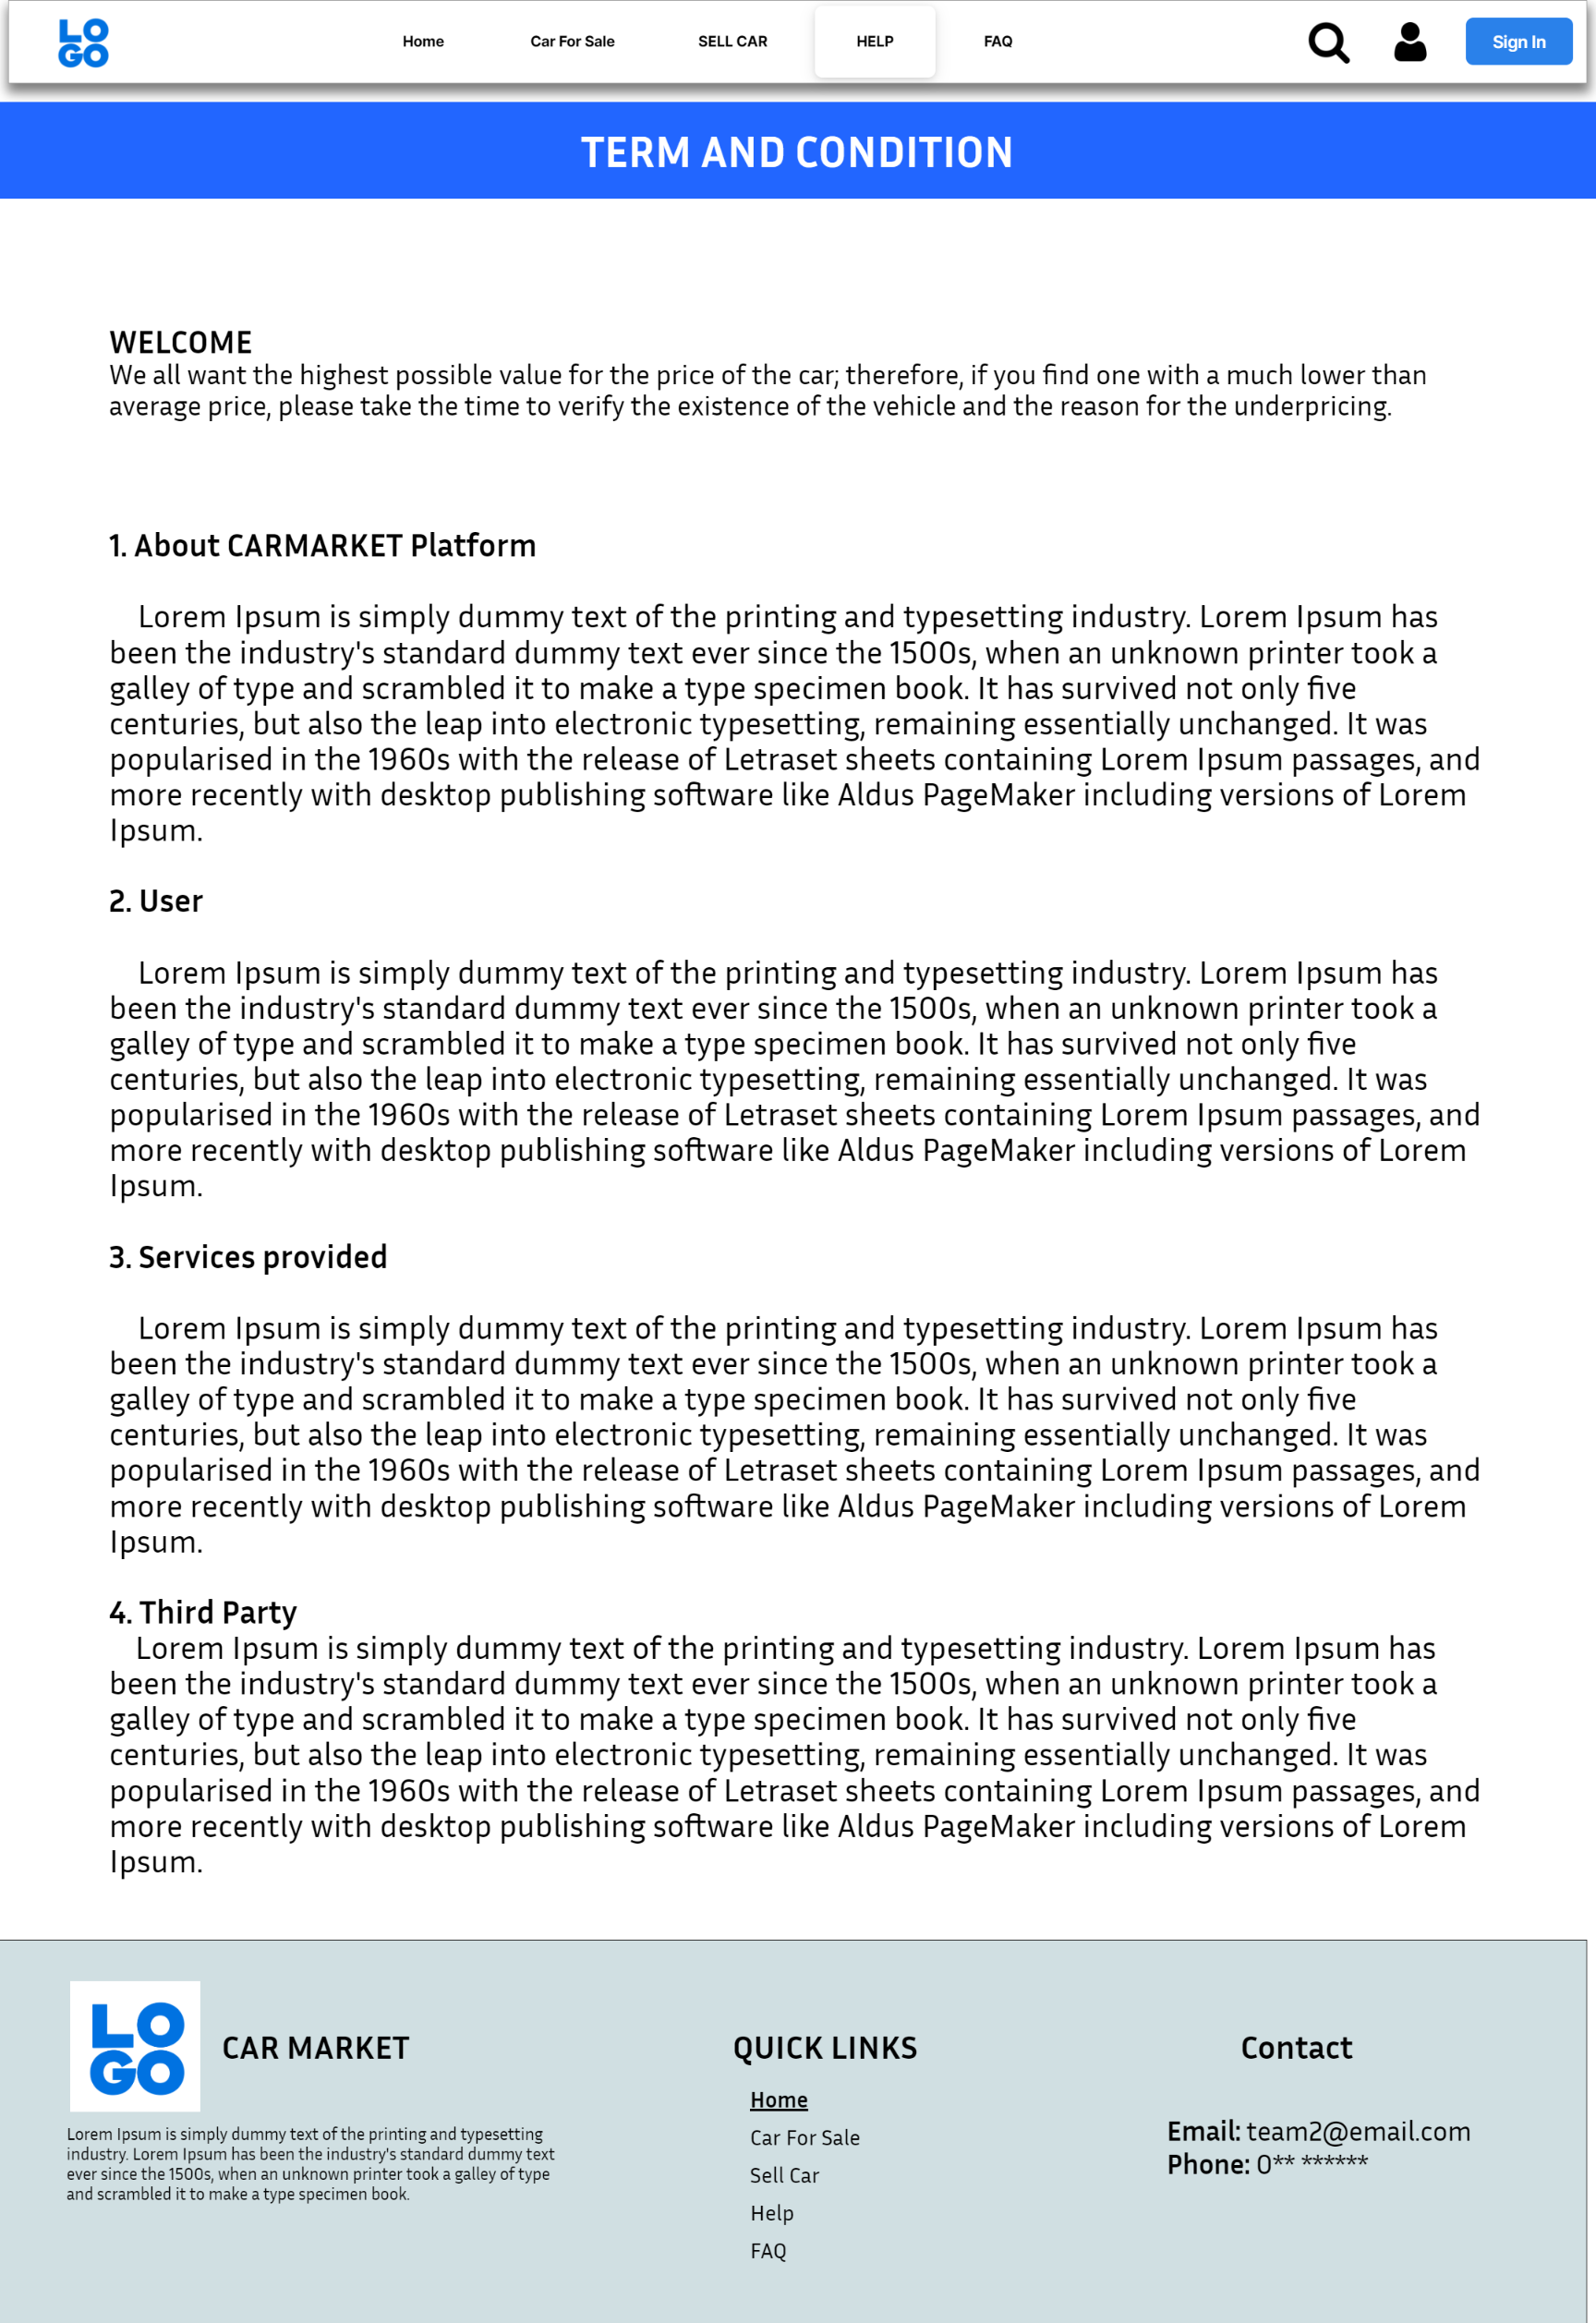 LO
GO
Home
Car For Sale
SELL CAR
HELP
FAQ
Sign In
TERM AND CONDITION
WELCOME
We all want the highest possible value for the price of the car; therefore, if you find one with a much lower than
average price, please take the time to verify the existence of the vehicle and the reason for the underpricing.
1. About CARMARKET Platform
Lorem Ipsum is simply dummy text of the printing and typesetting industry. Lorem Ipsum has
been the industry's standard dummy text ever since the 1500s, when an unknown printer took a
galley of type and scrambled it to make a type specimen book. It has survived not only five
centuries, but also the leap into electronic typesetting, remaining essentially unchanged. It was
popularised in the 1960s with the release of Letraset sheets containing Lorem Ipsum passages, and
more recently with desktop publishing software like Aldus PageMaker including versions of Lorem
Ipsum.
2. User
Lorem Ipsum is simply dummy text of the printing and typesetting industry. Lorem Ipsum has
been the industry's standard dummy text ever since the 1500s, when an unknown printer took a
galley of type and scrambled it to make a type specimen book. It has survived not only five
centuries, but also the leap into electronic typesetting, remaining essentially unchanged. It was
popularised in the 1960s with the release of Letraset sheets containing Lorem Ipsum passages, and
more recently with desktop publishing software like Aldus PageMaker including versions of Lorem
Ipsum.
3. Services provided
Lorem Ipsum is simply dummy text of the printing and typesetting industry. Lorem Ipsum has
been the industry's standard dummy text ever since the 1500s, when an unknown printer took a
galley of type and scrambled it to make a type specimen book. It has survived not only five
centuries, but also the leap into electronic typesetting, remaining essentially unchanged. It was
popularised in the 1960s with the release of Letraset sheets containing Lorem Ipsum passages, and
more recently with desktop publishing software like Aldus PageMaker including versions of Lorem
Ipsum.
4. Third Party
Lorem Ipsum is simply dummy text of the printing and typesetting industry. Lorem Ipsum has
been the industry's standard dummy text ever since the 1500s, when an unknown printer took a
galley of type and scrambled it to make a type specimen book. It has survived not only five
centuries, but also the leap into electronic typesetting, remaining essentially unchanged. It was
popularised in the 1960s with the release of Letraset sheets containing Lorem Ipsum passages, and
more recently with desktop publishing software like Aldus PageMaker including versions of Lorem
Ipsum.
LO
GO
CAR MARKET
Lorem Ipsum is simply dummy text of the printing and typesetting
industry. Lorem Ipsum has been the industry's standard dummy text
ever since the 1500s, when an unknown printer took a galley of type
and scrambled it to make a type specimen book.
QUICK LINKS
Home
Car For Sale
Sell Car
Help
FAQ
Contact
Email: team2@email.com
Phone: 0** ******